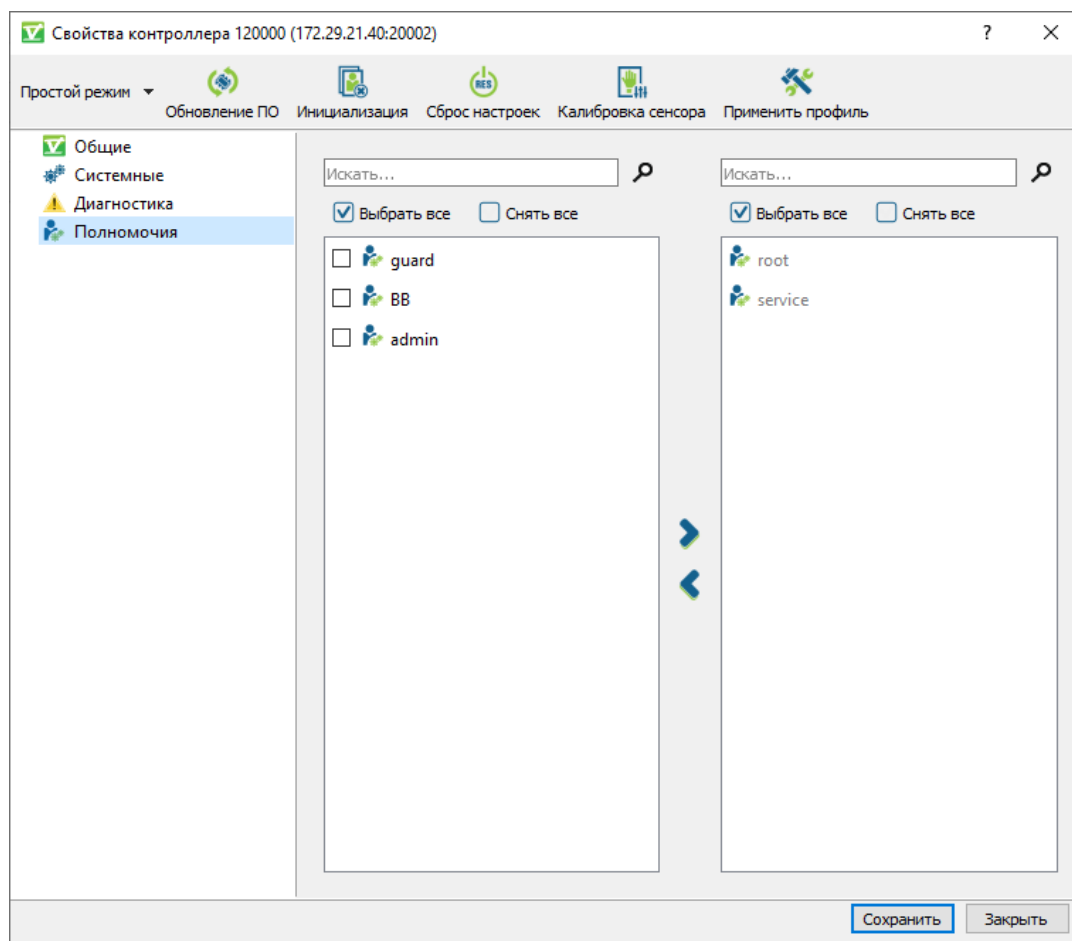 Свойства контроллера 120000 (172.29.21.40:20002)
?
Простой режим
Обновление ПО
Инициализация
RES
Сброс настроек
Калибровка сенсора
Применить профиль
Общие
Системные
Диагностика
Полномочия
Искать...
Выбрать все
Снять все
guard
BB
admin
Искать...
Выбрать все
Снять все
root
service
Сохранить
Закрыть